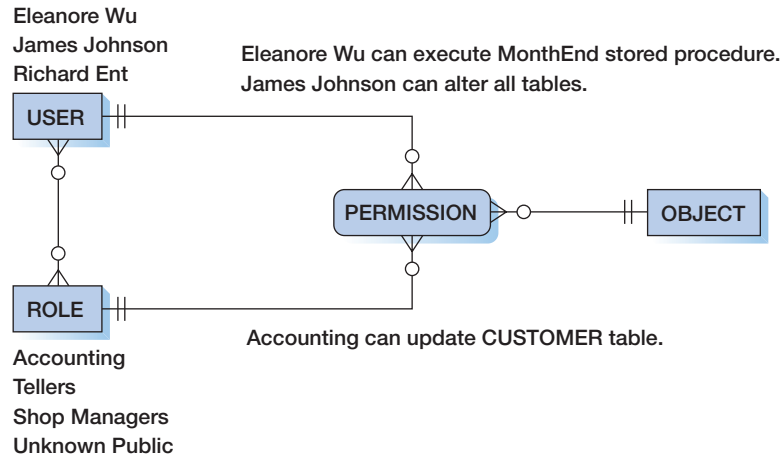 Eleanore Wu
James Johnson
Richard Ent
Eleanore Wu can execute MonthEnd stored procedure.
James Johnson can alter all tables.
USER
PERMISSION
OBJECT
ROLE
Accounting can update CUSTOMER table.
Accounting
Tellers
Shop Managers
Unknown Public